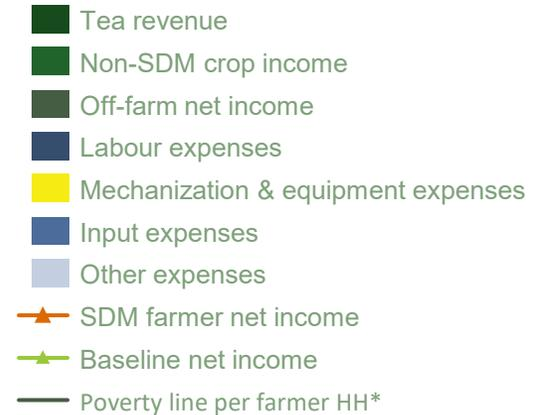 Tea revenue
Non-SDM crop income
Off-farm net income
Labour expenses
Mechanization & equipment expenses
Input expenses
Other expenses
SDM farmer net income
Baseline net income
Poverty line per farmer HH*